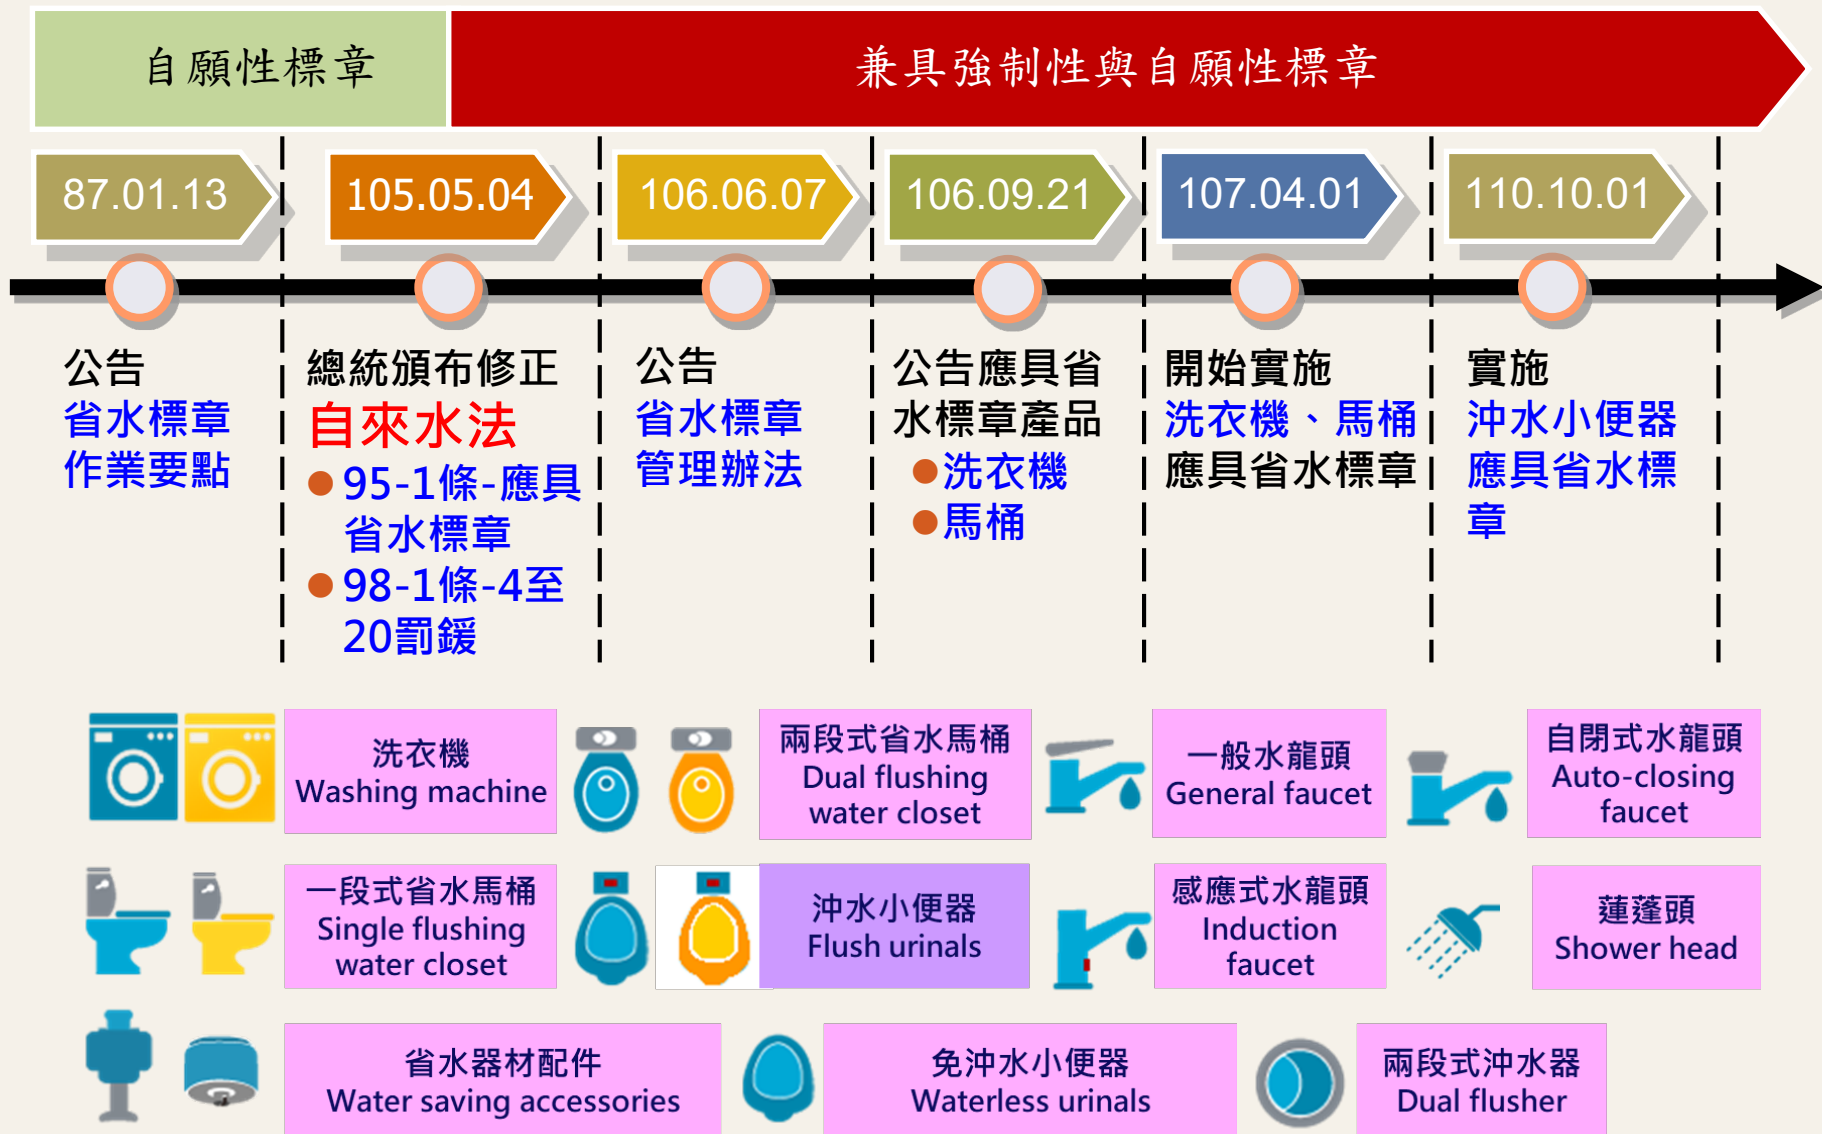 自願性標章
兼具強制性與自願性標章
87.01.13
105.05.04
106.06.07
106.09.21
107.04.01
110.10.01
公告
省水標章
作業要點
總統頒布修正
自來水法
●95-1條-應具
省水標章
●98-1條-4至
20罰鍰
公告
省水標章
管理辦法
公告應具省
水標章產品
●洗衣機
●馬桶
開始實施
洗衣機、馬桶
應具省水標章
實施
沖水小便器
應具省水標
章
洗衣機
Washing machine
兩段式省水馬桶
Dual flushing
water closet
一般水龍頭
General faucet
自閉式水龍頭
Auto-closing
faucet
一段式省水馬桶
Single flushing
water closet
沖水小便器
Flush urinals
感應式水龍頭
Induction
faucet
蓮蓬頭
Shower head
省水器材配件
Water saving accessories
免沖水小便器
Waterless urinals
兩段式沖水器
Dual flusher